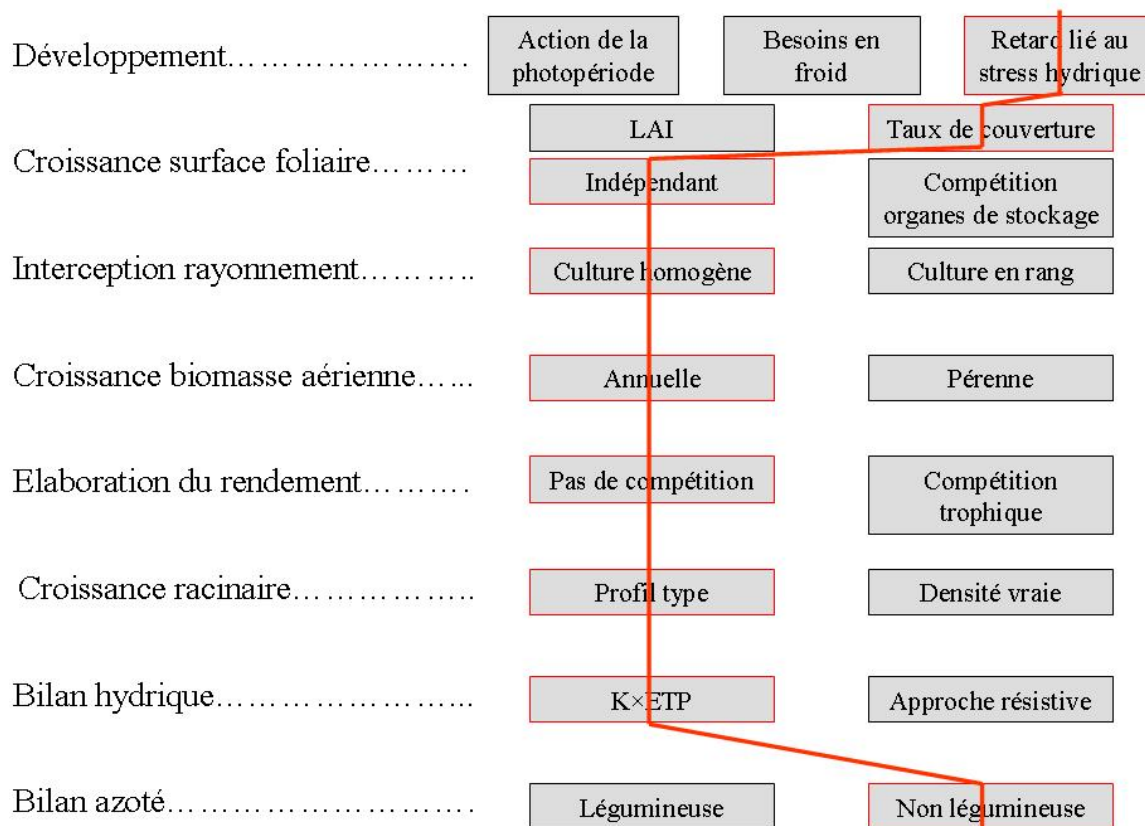 Développement…………………….
Action de la
photopériode
Besoins en
froid
Retard lié au
stress hydrique
Croissance surface foliaire………
LAI
Taux de couverture
Indépendant
Compétition
organes de stockage
Interception rayonnement………..
Culture homogène
Culture en rang
Croissance biomasse aérienne…...
Annuelle
Pérenne
Elaboration du rendement……….
Pas de compétition
Compétition
trophique
Croissance racinaire……………..
Profil type
Densité vraie
Bilan hydrique…………………...
K×ETP
Approche résistive
Bilan azoté……………………….
Légumineuse
Non légumineuse